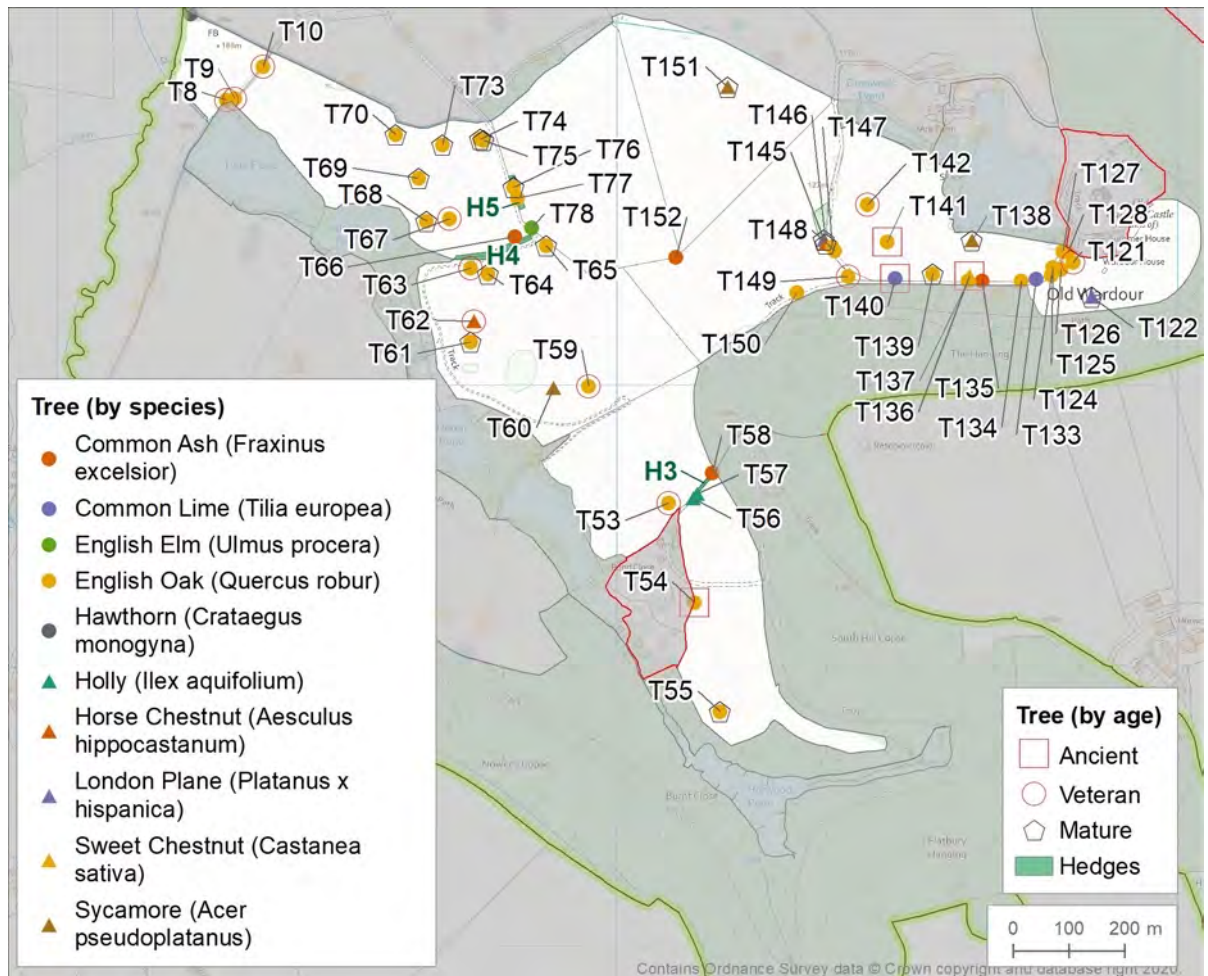 FB
T10
T9
T8
T73
T70
T74
T75
T76
T69
T77
T68
H5
T78
T67
T66
H4
T65
T63
T64
T62
T61
Track
T59
T60
T151
T146
T147
T145
T142
T152
T148
T141
T138
T127
T128
T121
T149
Track
T140
Old Wardour
T150
T139
T126
T122
T137
T125
T136
T135
T124
T134
T133
The Hanging
T58
H3
T57
T53
T56
T54
T55
Tree (by species)
Common Ash (Fraxinus
excelsior)
Common Lime (Tilia europea)
English Elm (Ulmus procera)
English Oak (Quercus robur)
Hawthorn (Crataegus
monogyna)
Holly (Ilex aquifolium)
Horse Chestnut (Aesculus
hippocastanum)
London Plane (Platanus x
hispanica)
Sweet Chestnut (Castanea
sativa)
Sycamore (Acer
pseudoplatanus)
Tree (by age)
Ancient
Veteran
Mature
Hedges
0 100 200 m
Contains Ordnance Survey data © Crown copyright and database right 2020